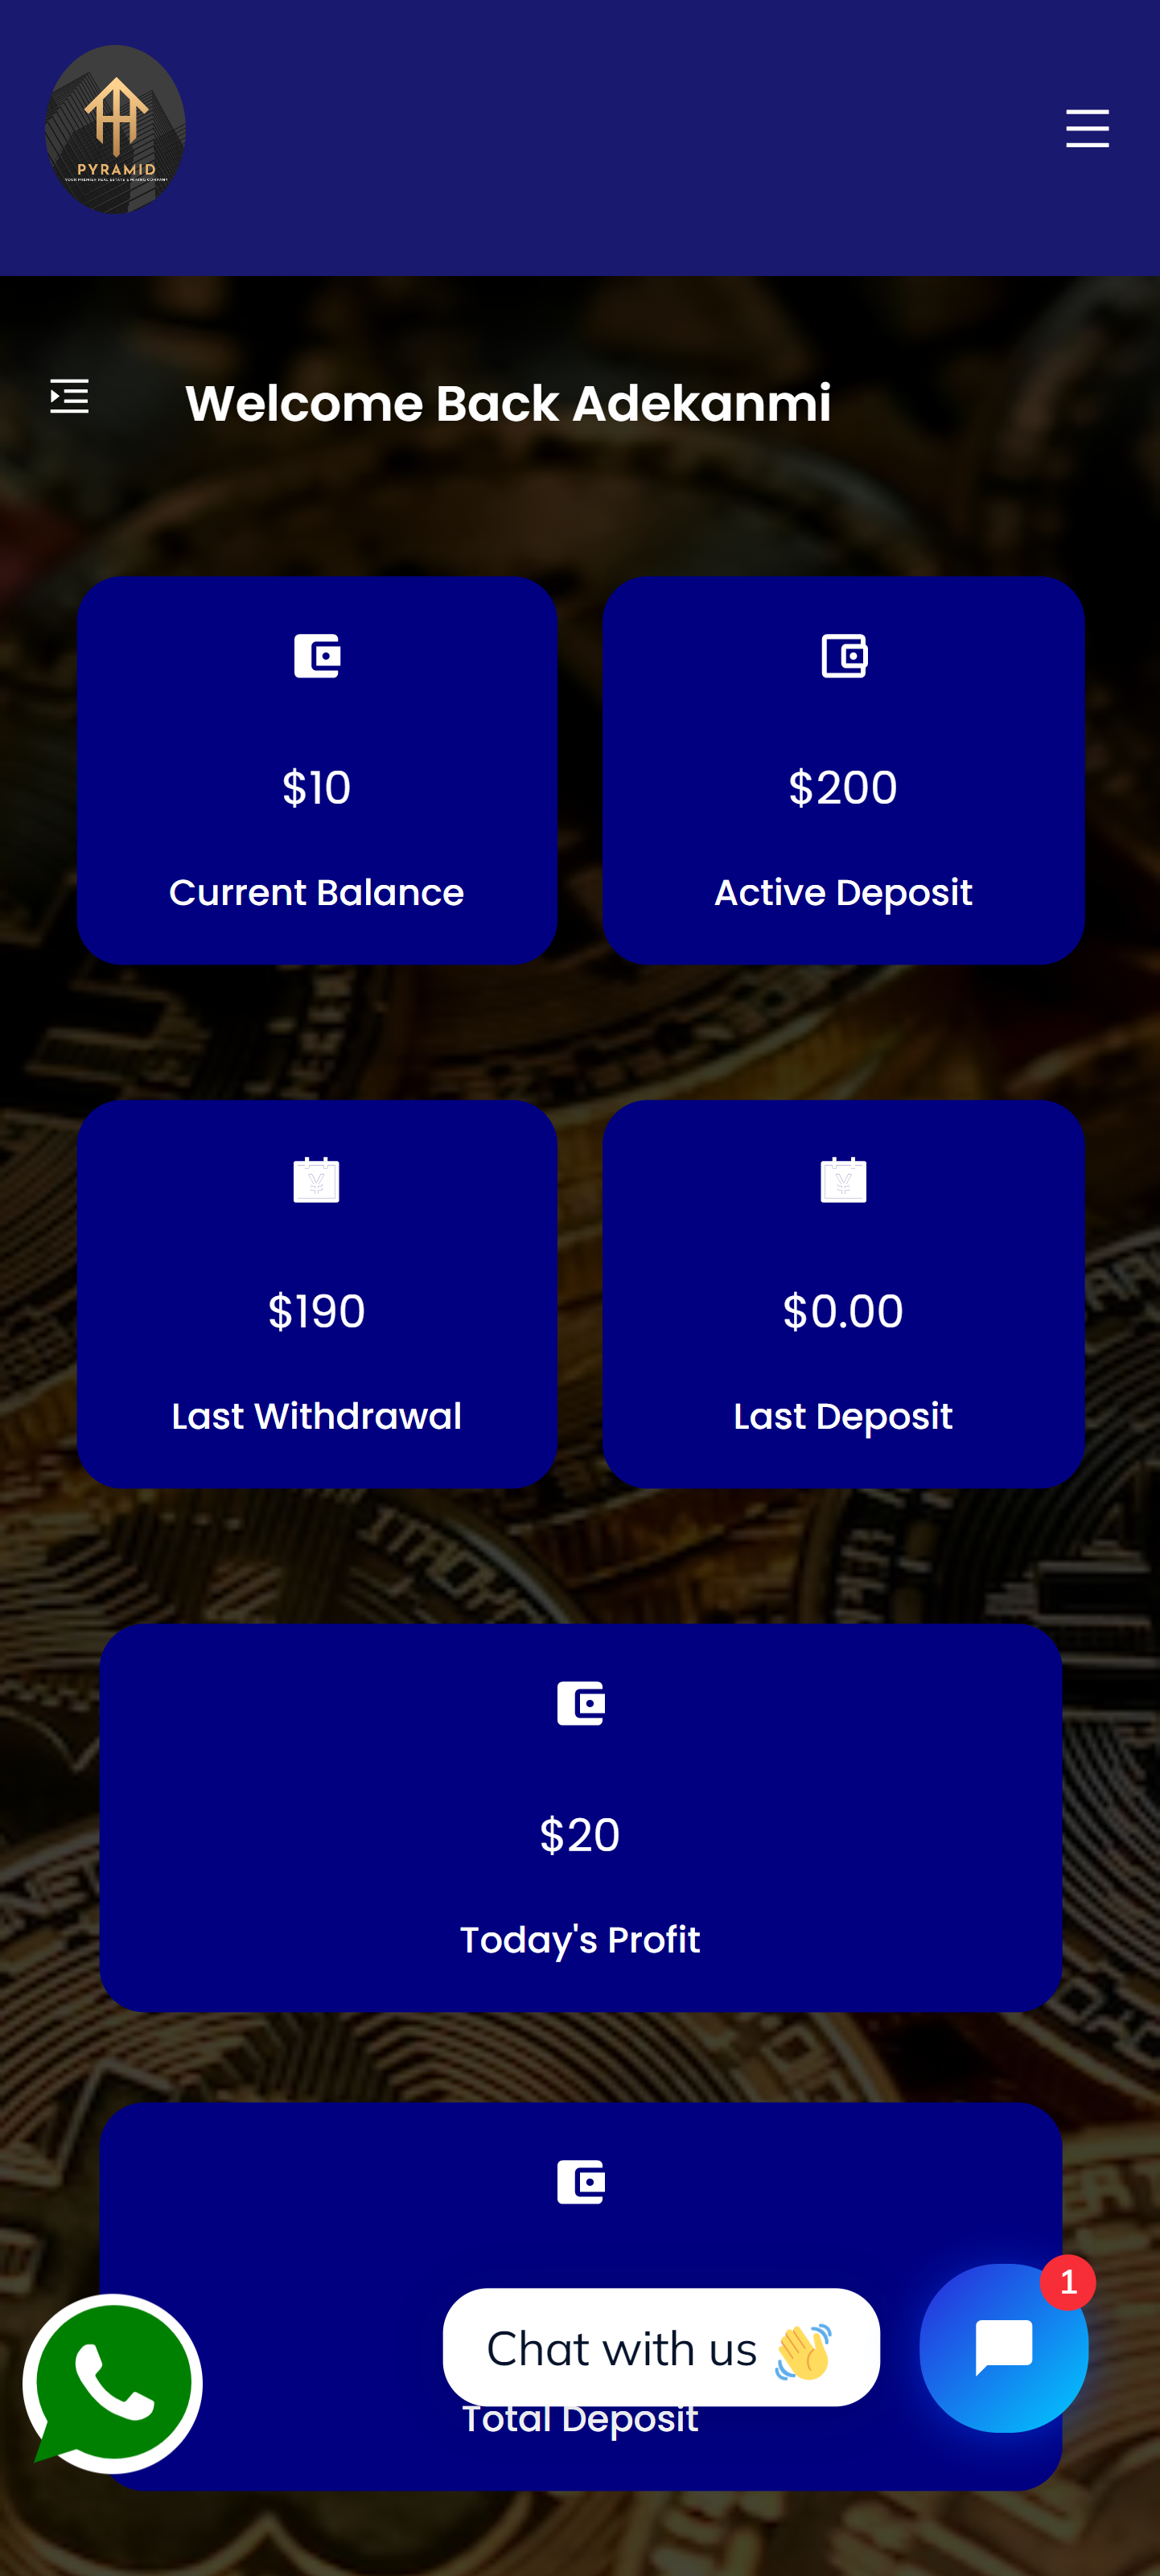 PYRAMID
Welcome Back Adekanmi
$10
Current Balance
$200
Active Deposit
$190
Last Withdrawal
$0.00
Last Deposit
$20
Today's Profit
1
Chat with us 👋
Total Deposit